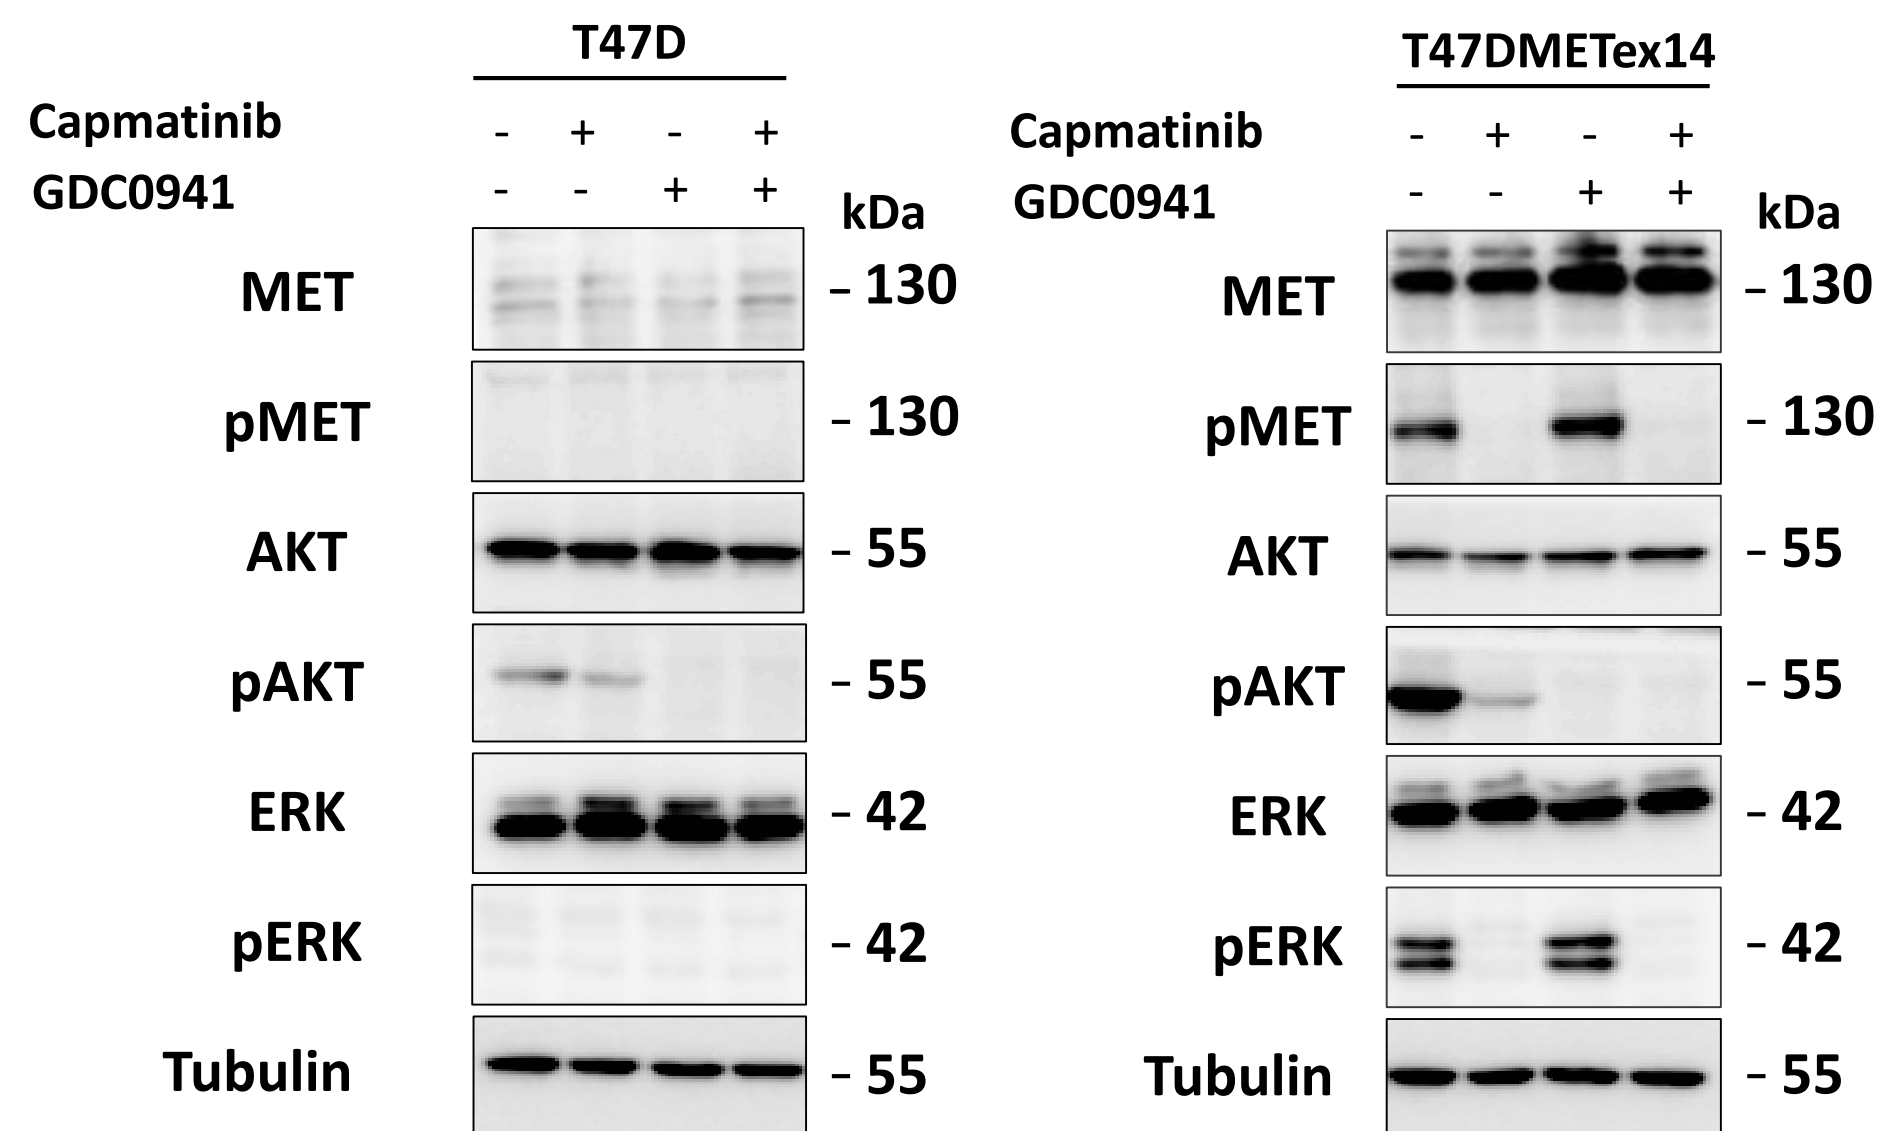 T47D
Capmatinib - + - +
GDC0941 - - + +
kDa
MET - 130
pMET - 130
AKT - 55
pAKT - 55
ERK - 42
pERK - 42
Tubulin - 55
T47DMETex14
Capmatinib - + - +
GDC0941 - - + +
kDa
MET - 130
pMET - 130
AKT - 55
pAKT - 55
ERK - 42
pERK - 42
Tubulin - 55